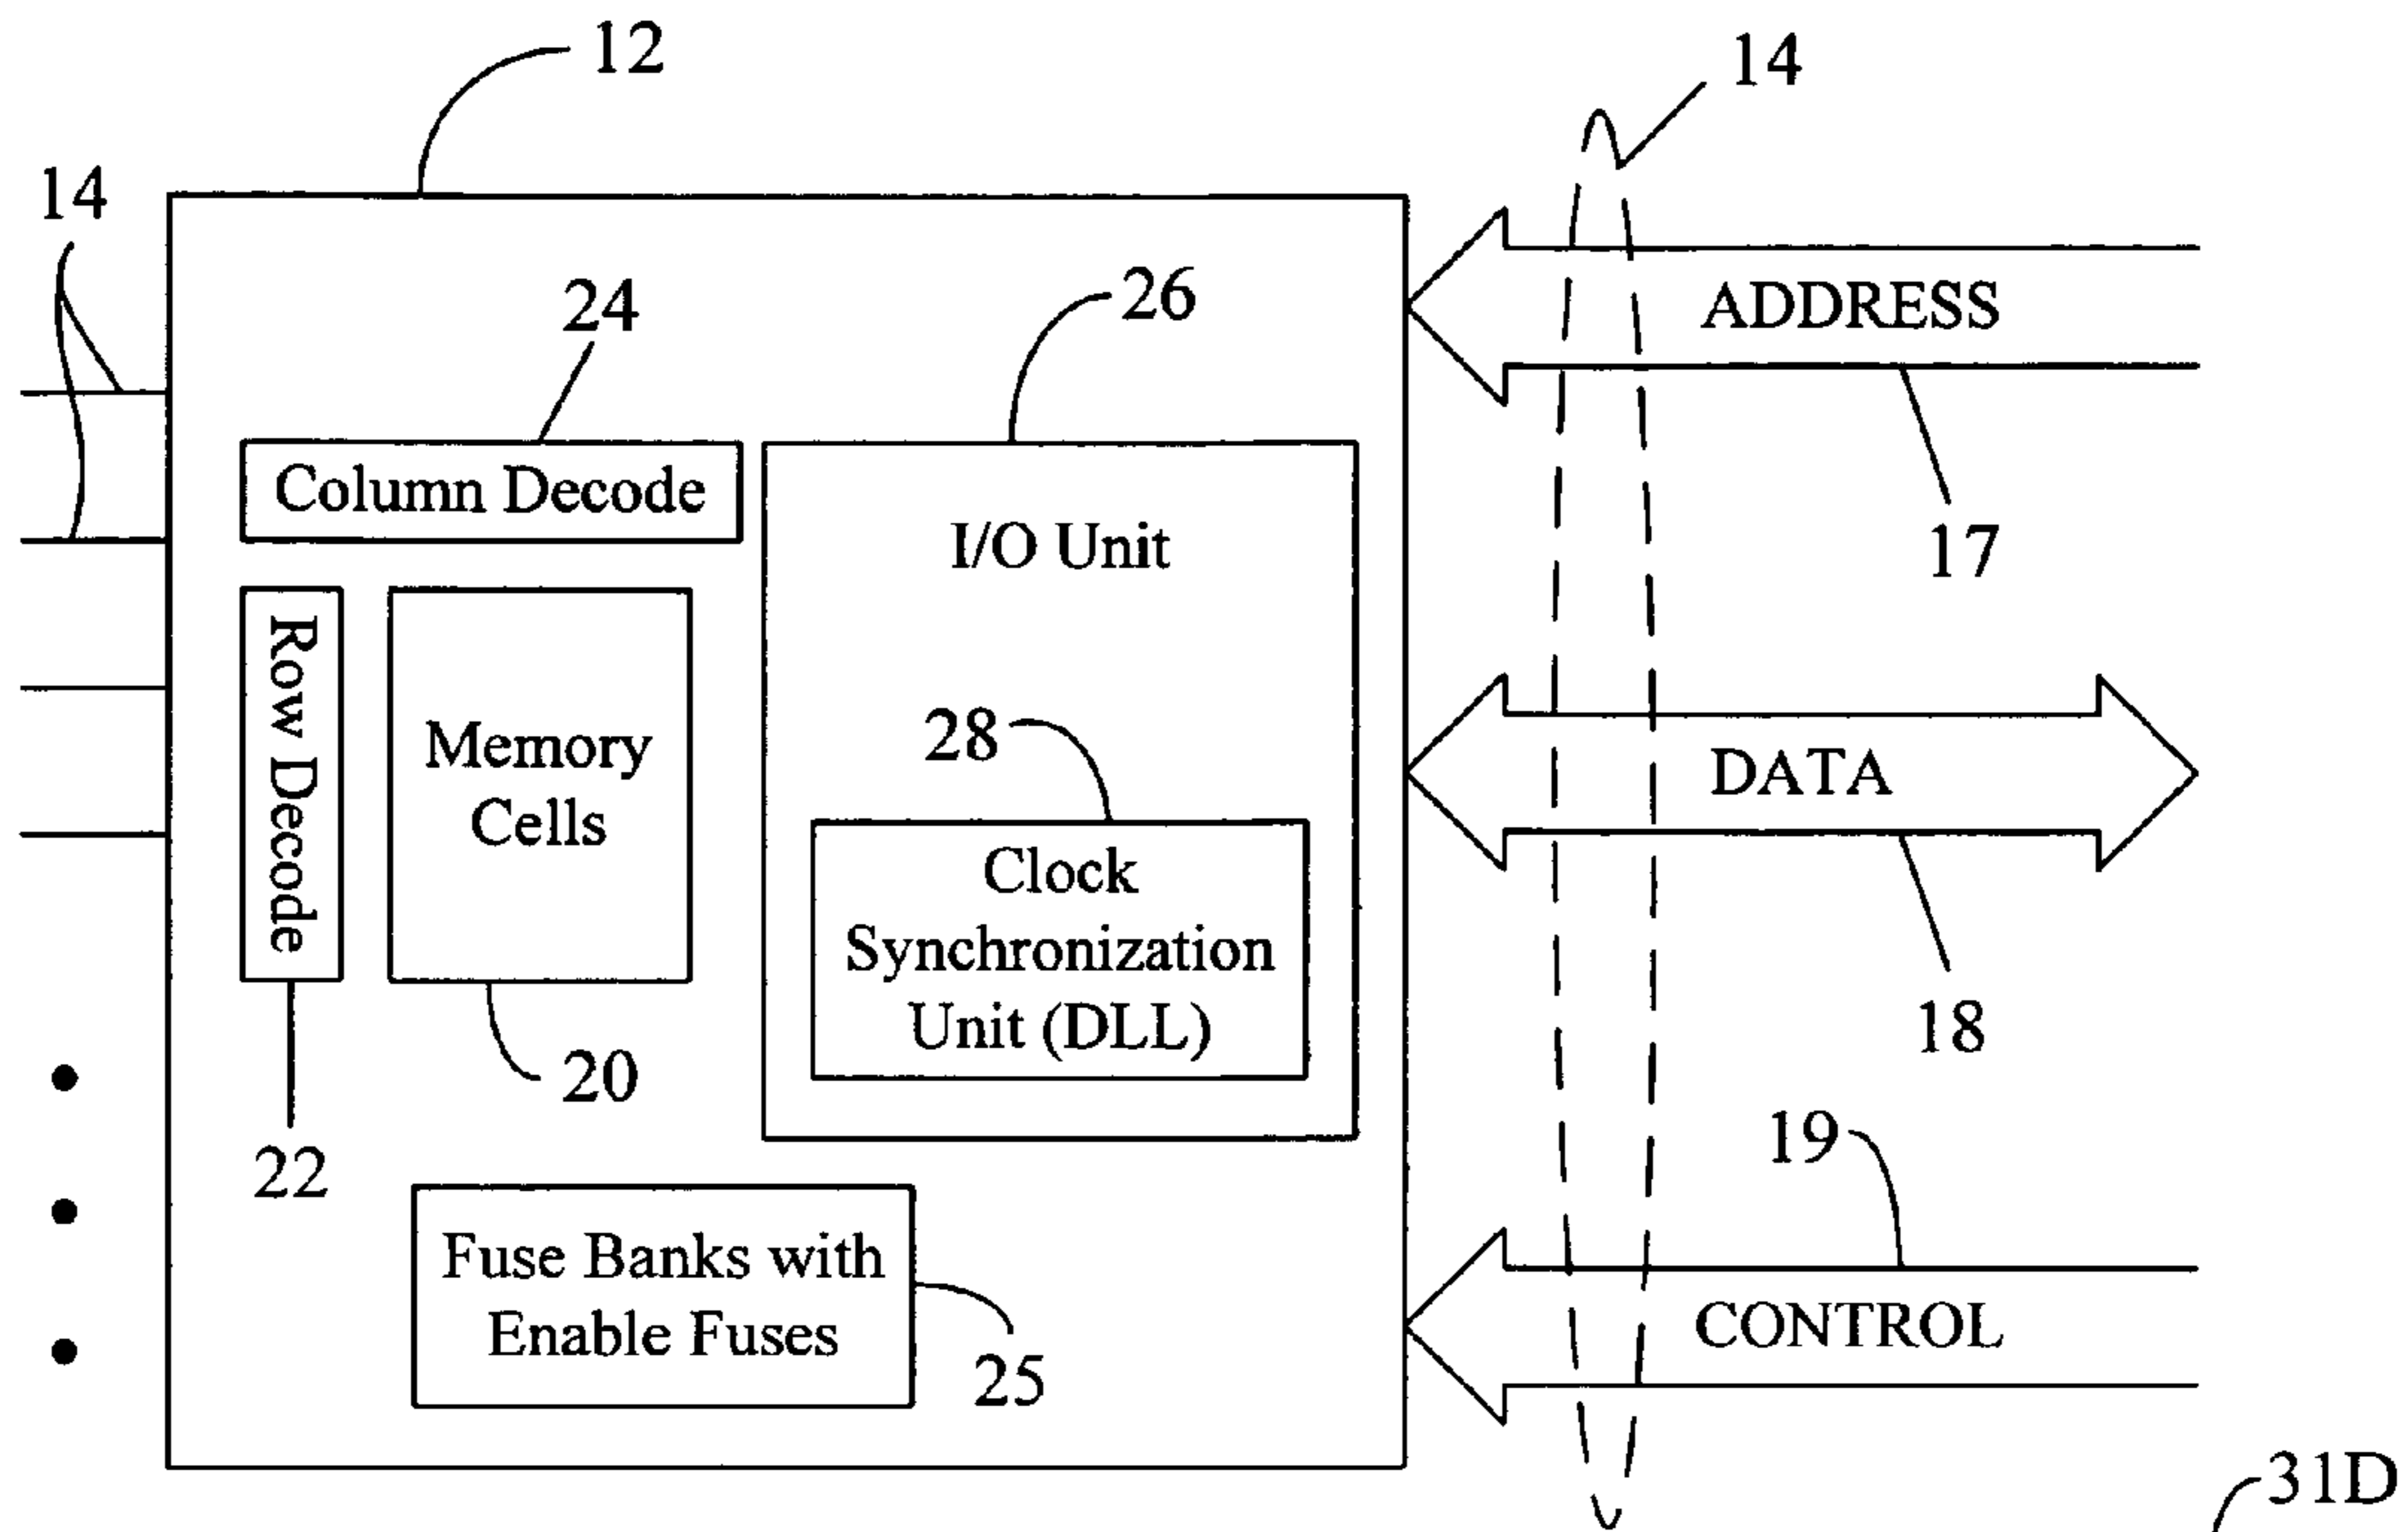 12
14
14
24
26
ADDRESS
Column Decode
I/O Unit
17
Row Decode
Memory
Cells
28
DATA
Clock
Synchronization
Unit (DLL)
18
20
22
19
Fuse Banks with
Enable Fuses
25
CONTROL
31D